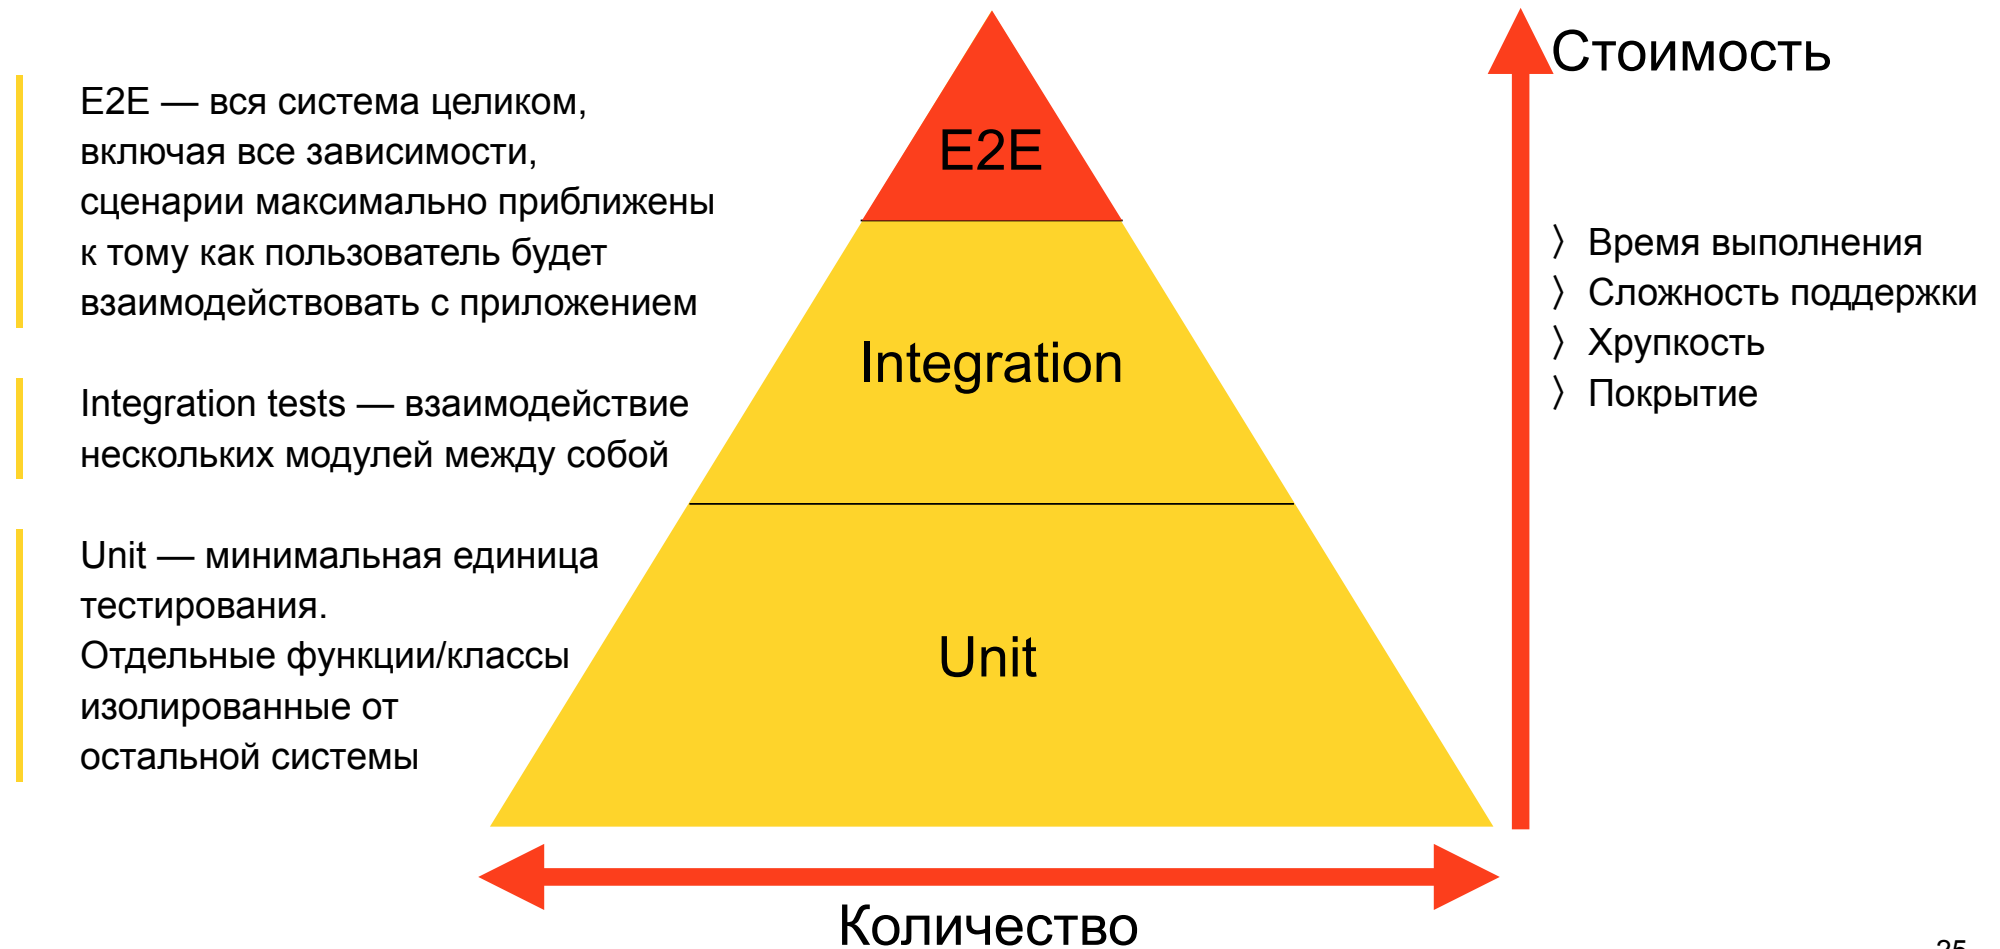 E2E — вся система целиком,
включая все зависимости,
сценарии максимально приближены
к тому как пользователь будет
взаимодействовать с приложением
Integration tests — взаимодействие
нескольких модулей между собой
Unit — минимальная единица
тестирования.
Отдельные функции/классы
изолированные от
остальной системы
E2E
Integration
Unit
Количество
Стоимость
〉 Время выполнения
〉 Сложность поддержки
〉 Хрупкость
〉 Покрытие
25